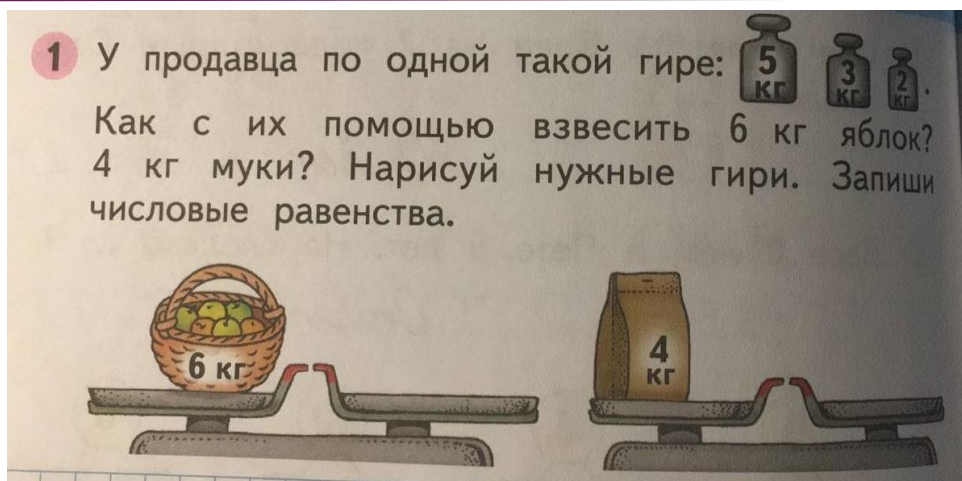 1 У продавца по одной такой гире: 5 кг 3 кг 2 кг .
Как с их помощью взвесить 6 кг яблок?
4 кг муки? Нарисуй нужные гири. Запиши
числовые равенства.
6 кг
4 кг